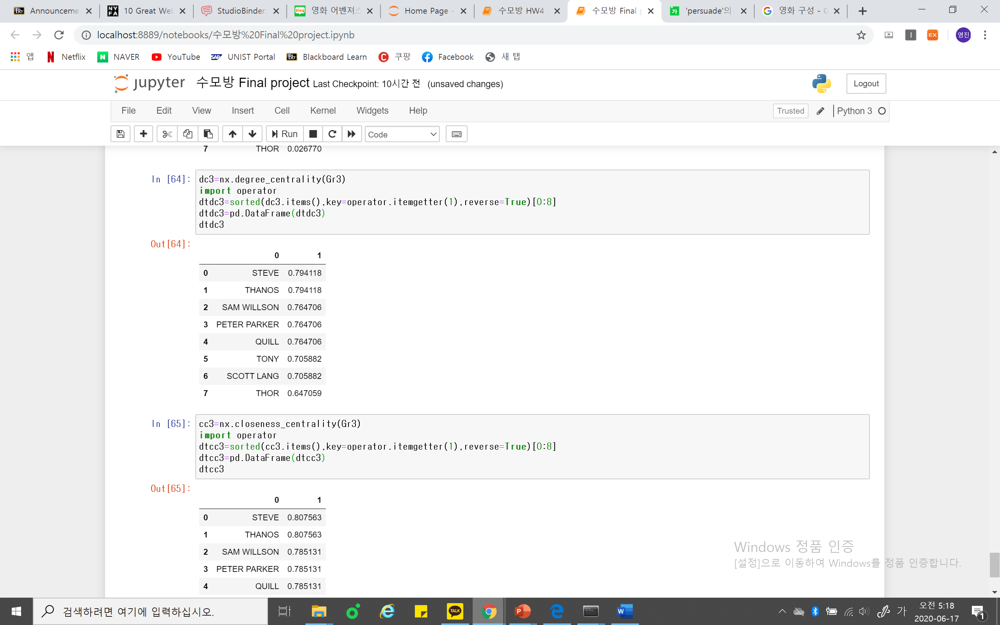 Announceme
10 Great Wel
StudioBinder
영화 어벤져스
Home Page -
수모방 HW4
수모방 Final p
'persuade'의
영화 구성 - G
localhost:8889/notebooks/수모방%20Final%20project.ipynb
EX
영진
앱
Netflix
NAVER
YouTube
UNIST Portal
Blackboard Learn
쿠팡
Facebook
새 탭
jupyter 수모방 Final project Last Checkpoint: 10시간 전 (unsaved changes)
Logout
File Edit View Insert Cell Kernel Widgets Help
Trusted
Python 3
Run
Code
7 THOR 0.026770
In [64]:
dc3=nx.degree_centrality(Gr3)
import operator
dtdc3=sorted(dc3.items(),key=operator.itemgetter(1),reverse=True)[0:8]
dtdc3=pd.DataFrame(dtdc3)
dtdc3
Out[64]:
0 1
0 STEVE 0.794118
1 THANOS 0.794118
2 SAM WILLSON 0.764706
3 PETER PARKER 0.764706
4 QUILL 0.764706
5 TONY 0.705882
6 SCOTT LANG 0.705882
7 THOR 0.647059
In [65]:
cc3=nx.closeness_centrality(Gr3)
import operator
dtcc3=sorted(cc3.items(),key=operator.itemgetter(1),reverse=True)[0:8]
dtcc3=pd.DataFrame(dtcc3)
dtcc3
Out[65]:
0 1
0 STEVE 0.807563
1 THANOS 0.807563
2 SAM WILLSON 0.785131
3 PETER PARKER 0.785131
4 QUILL 0.785131
Windows 정품 인증
[설정]으로 이동하여 Windows를 정품 인증합니다.
검색하려면 여기에 입력하십시오.
TALK
가
오전 5:18
2020-06-17
1